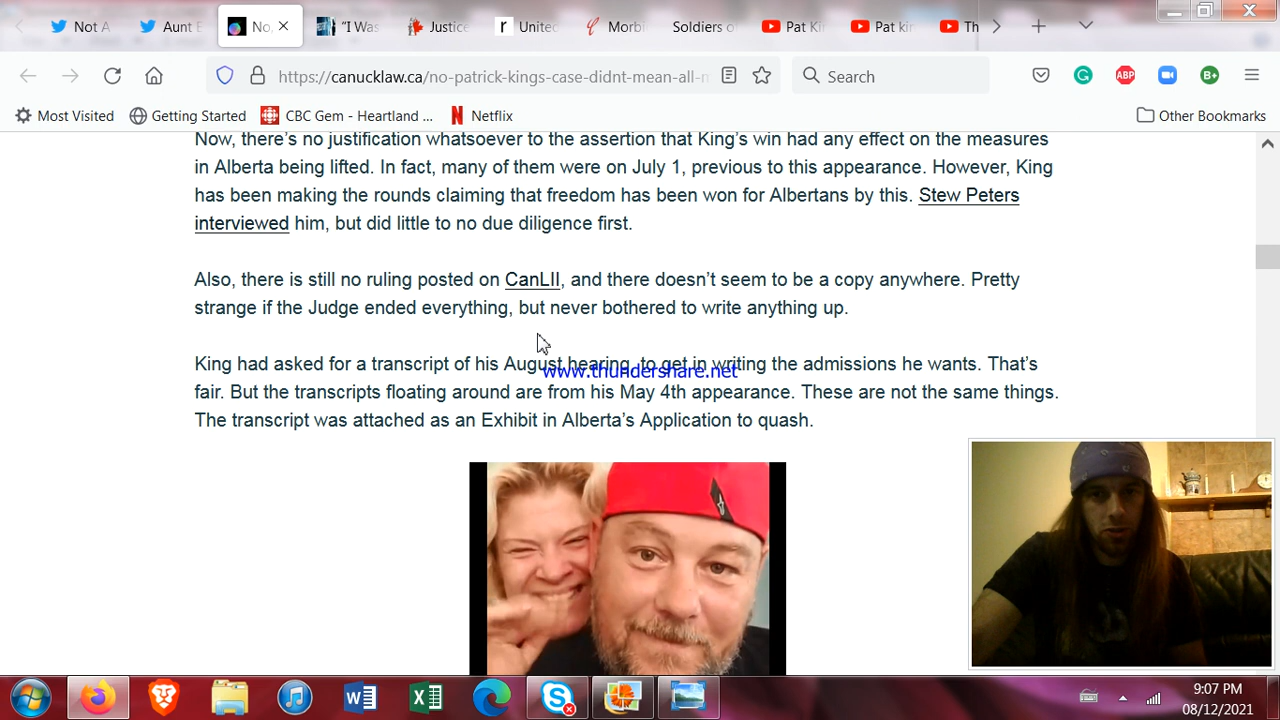 Not A
Aunt E
No,
"I Was
Justice
United
Morbi
Soldiers o
Pat Kin
Pat kin
Th
https://canucklaw.ca/no-patrick-kings-case-didnt-mean-all-m
Search
ABP
B+
Most Visited
Getting Started
CBC Gem - Heartland ...
Netflix
Other Bookmarks
Now, there's no justification whatsoever to the assertion that King's win had any effect on the measures
in Alberta being lifted. In fact, many of them were on July 1, previous to this appearance. However, King
has been making the rounds claiming that freedom has been won for Albertans by this. Stew Peters
interviewed him, but did little to no due diligence first.
Also, there is still no ruling posted on CanLII, and there doesn't seem to be a copy anywhere. Pretty
strange if the Judge ended everything, but never bothered to write anything up.
King had asked for a transcript of his August hearing, to get in writing the admissions he wants. That's
www.thundershare.net
fair. But the transcripts floating around are from his May 4th appearance. These are not the same things.
The transcript was attached as an Exhibit in Alberta's Application to quash.
9:07 PM
08/12/2021